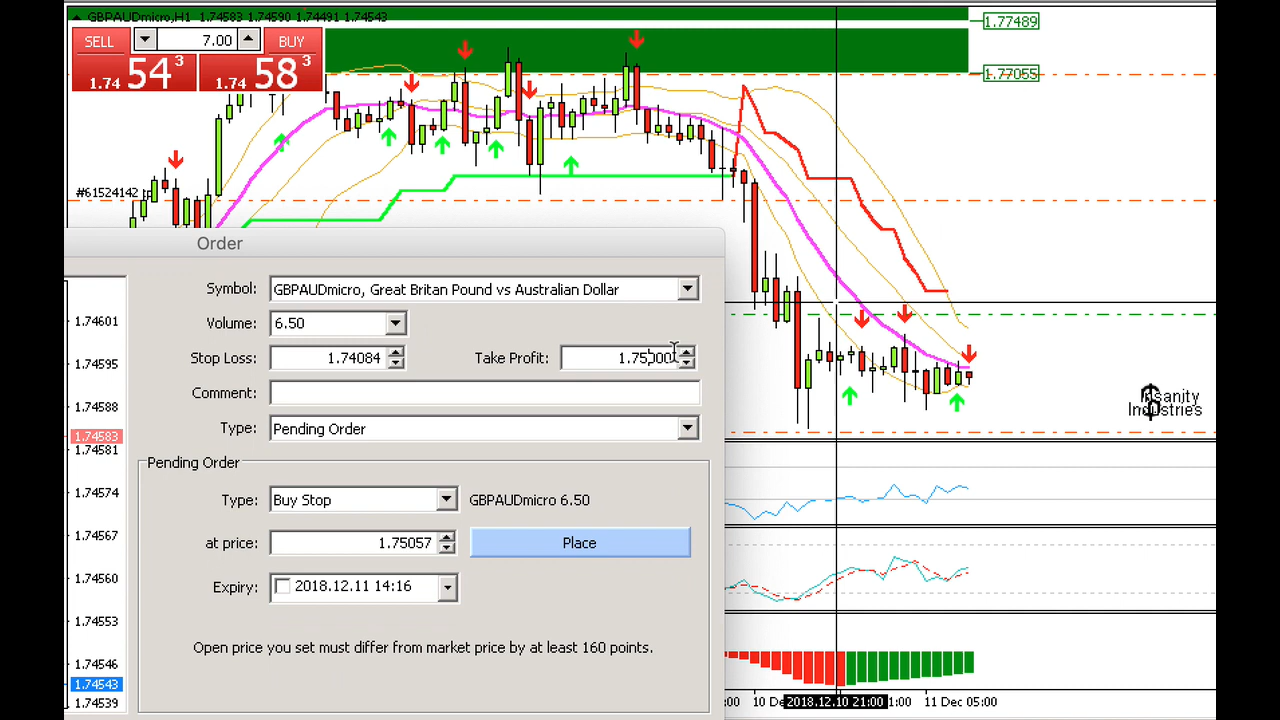 GBPAUDmicro,H1 1.74583 1.74590 1.74491 1.74543
1.77489
SELL 7.00 BUY
1.74 54 3 1.74 58 3
1.77055
#61524142
Order
Symbol: GBPAUDmicro, Great Britan Pound vs Australian Dollar
Volume: 6.50
1.74601
Stop Loss: 1.74084 Take Profit: 1.75000
1.74595
Comment:
1.74588
Insanity
Industries
$
Type: Pending Order
1.74583
1.74581
Pending Order
1.74574
Type: Buy Stop GBPAUDmicro 6.50
1.74567
at price: 1.75057 Place
1.74560
Expiry: 2018.12.11 14:16
1.74553
Open price you set must differ from market price by at least 160 points.
1.74546
1.74543
1.74539
:00 10 De 2018.12.10 21:00 1:00 11 Dec 05:00